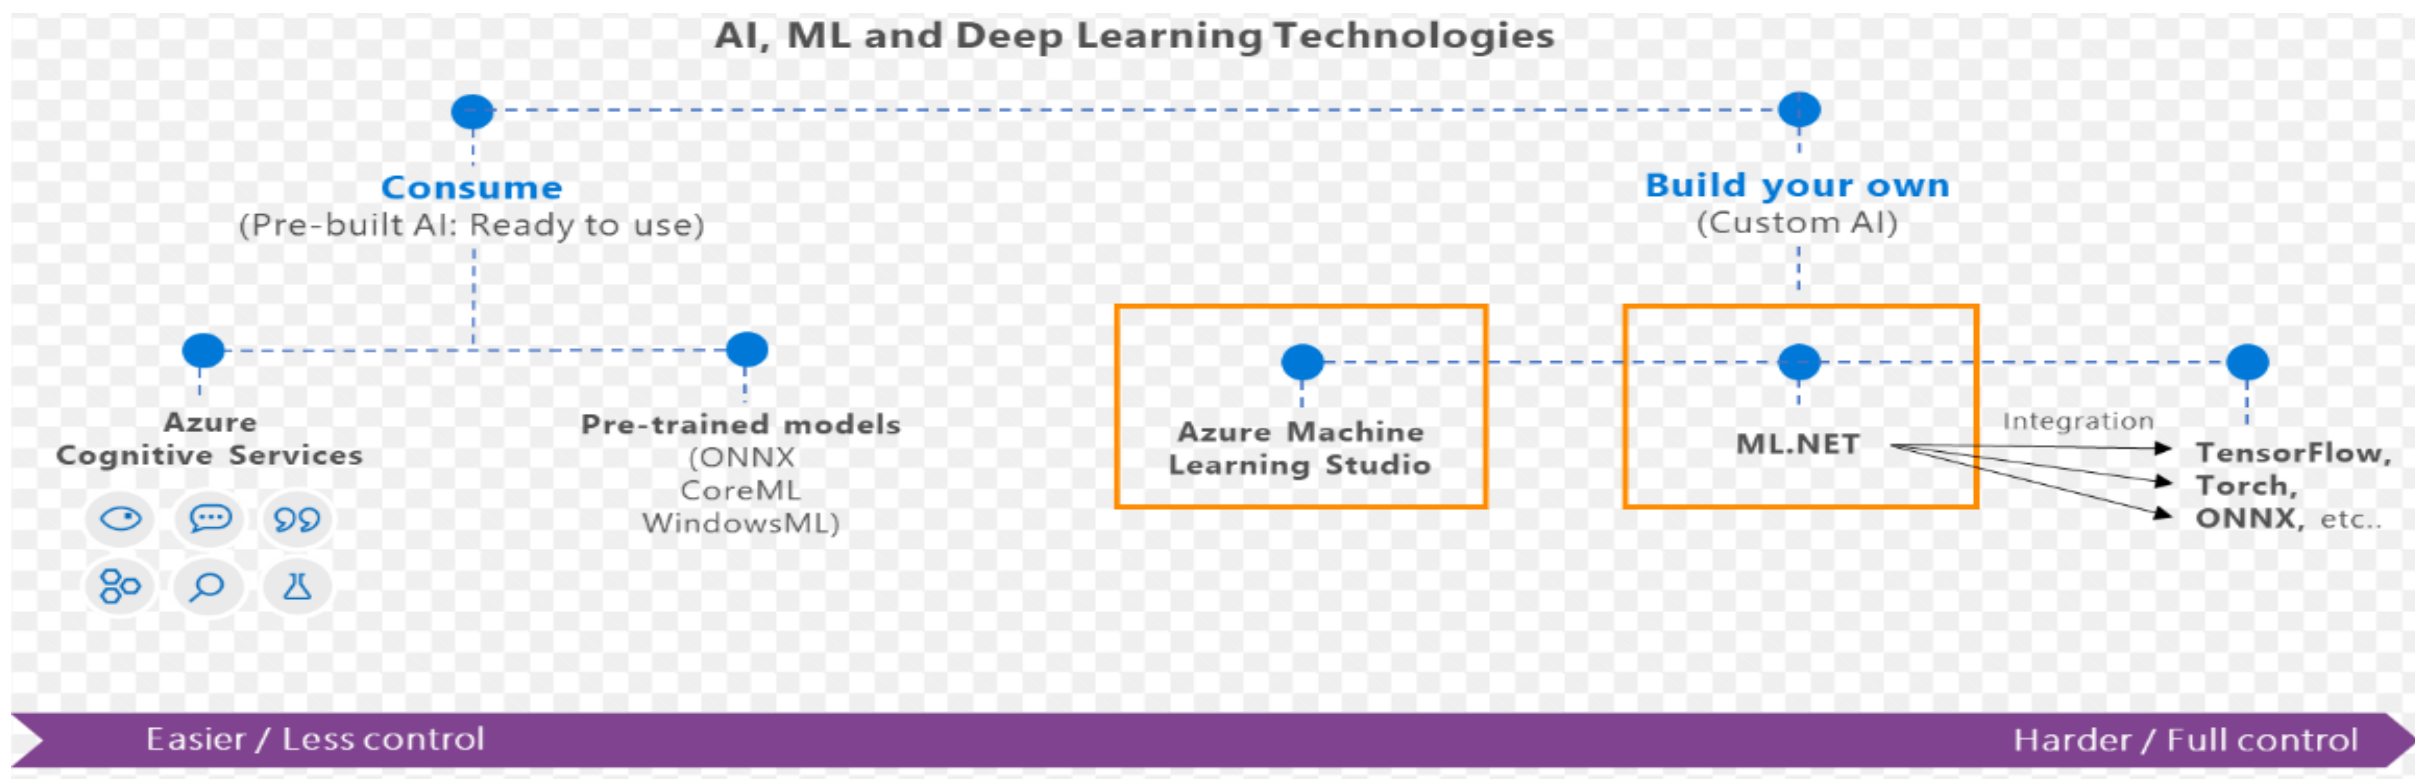 AI, ML and Deep Learning Technologies
Consume
(Pre-built AI: Ready to use)
Build your own
(Custom AI)
Azure
Cognitive Services
Pre-trained models
(ONNX
CoreML
WindowsML)
Azure Machine
Learning Studio
ML.NET
Integration
TensorFlow,
Torch,
ONNX, etc..
Easier / Less control
Harder / Full control